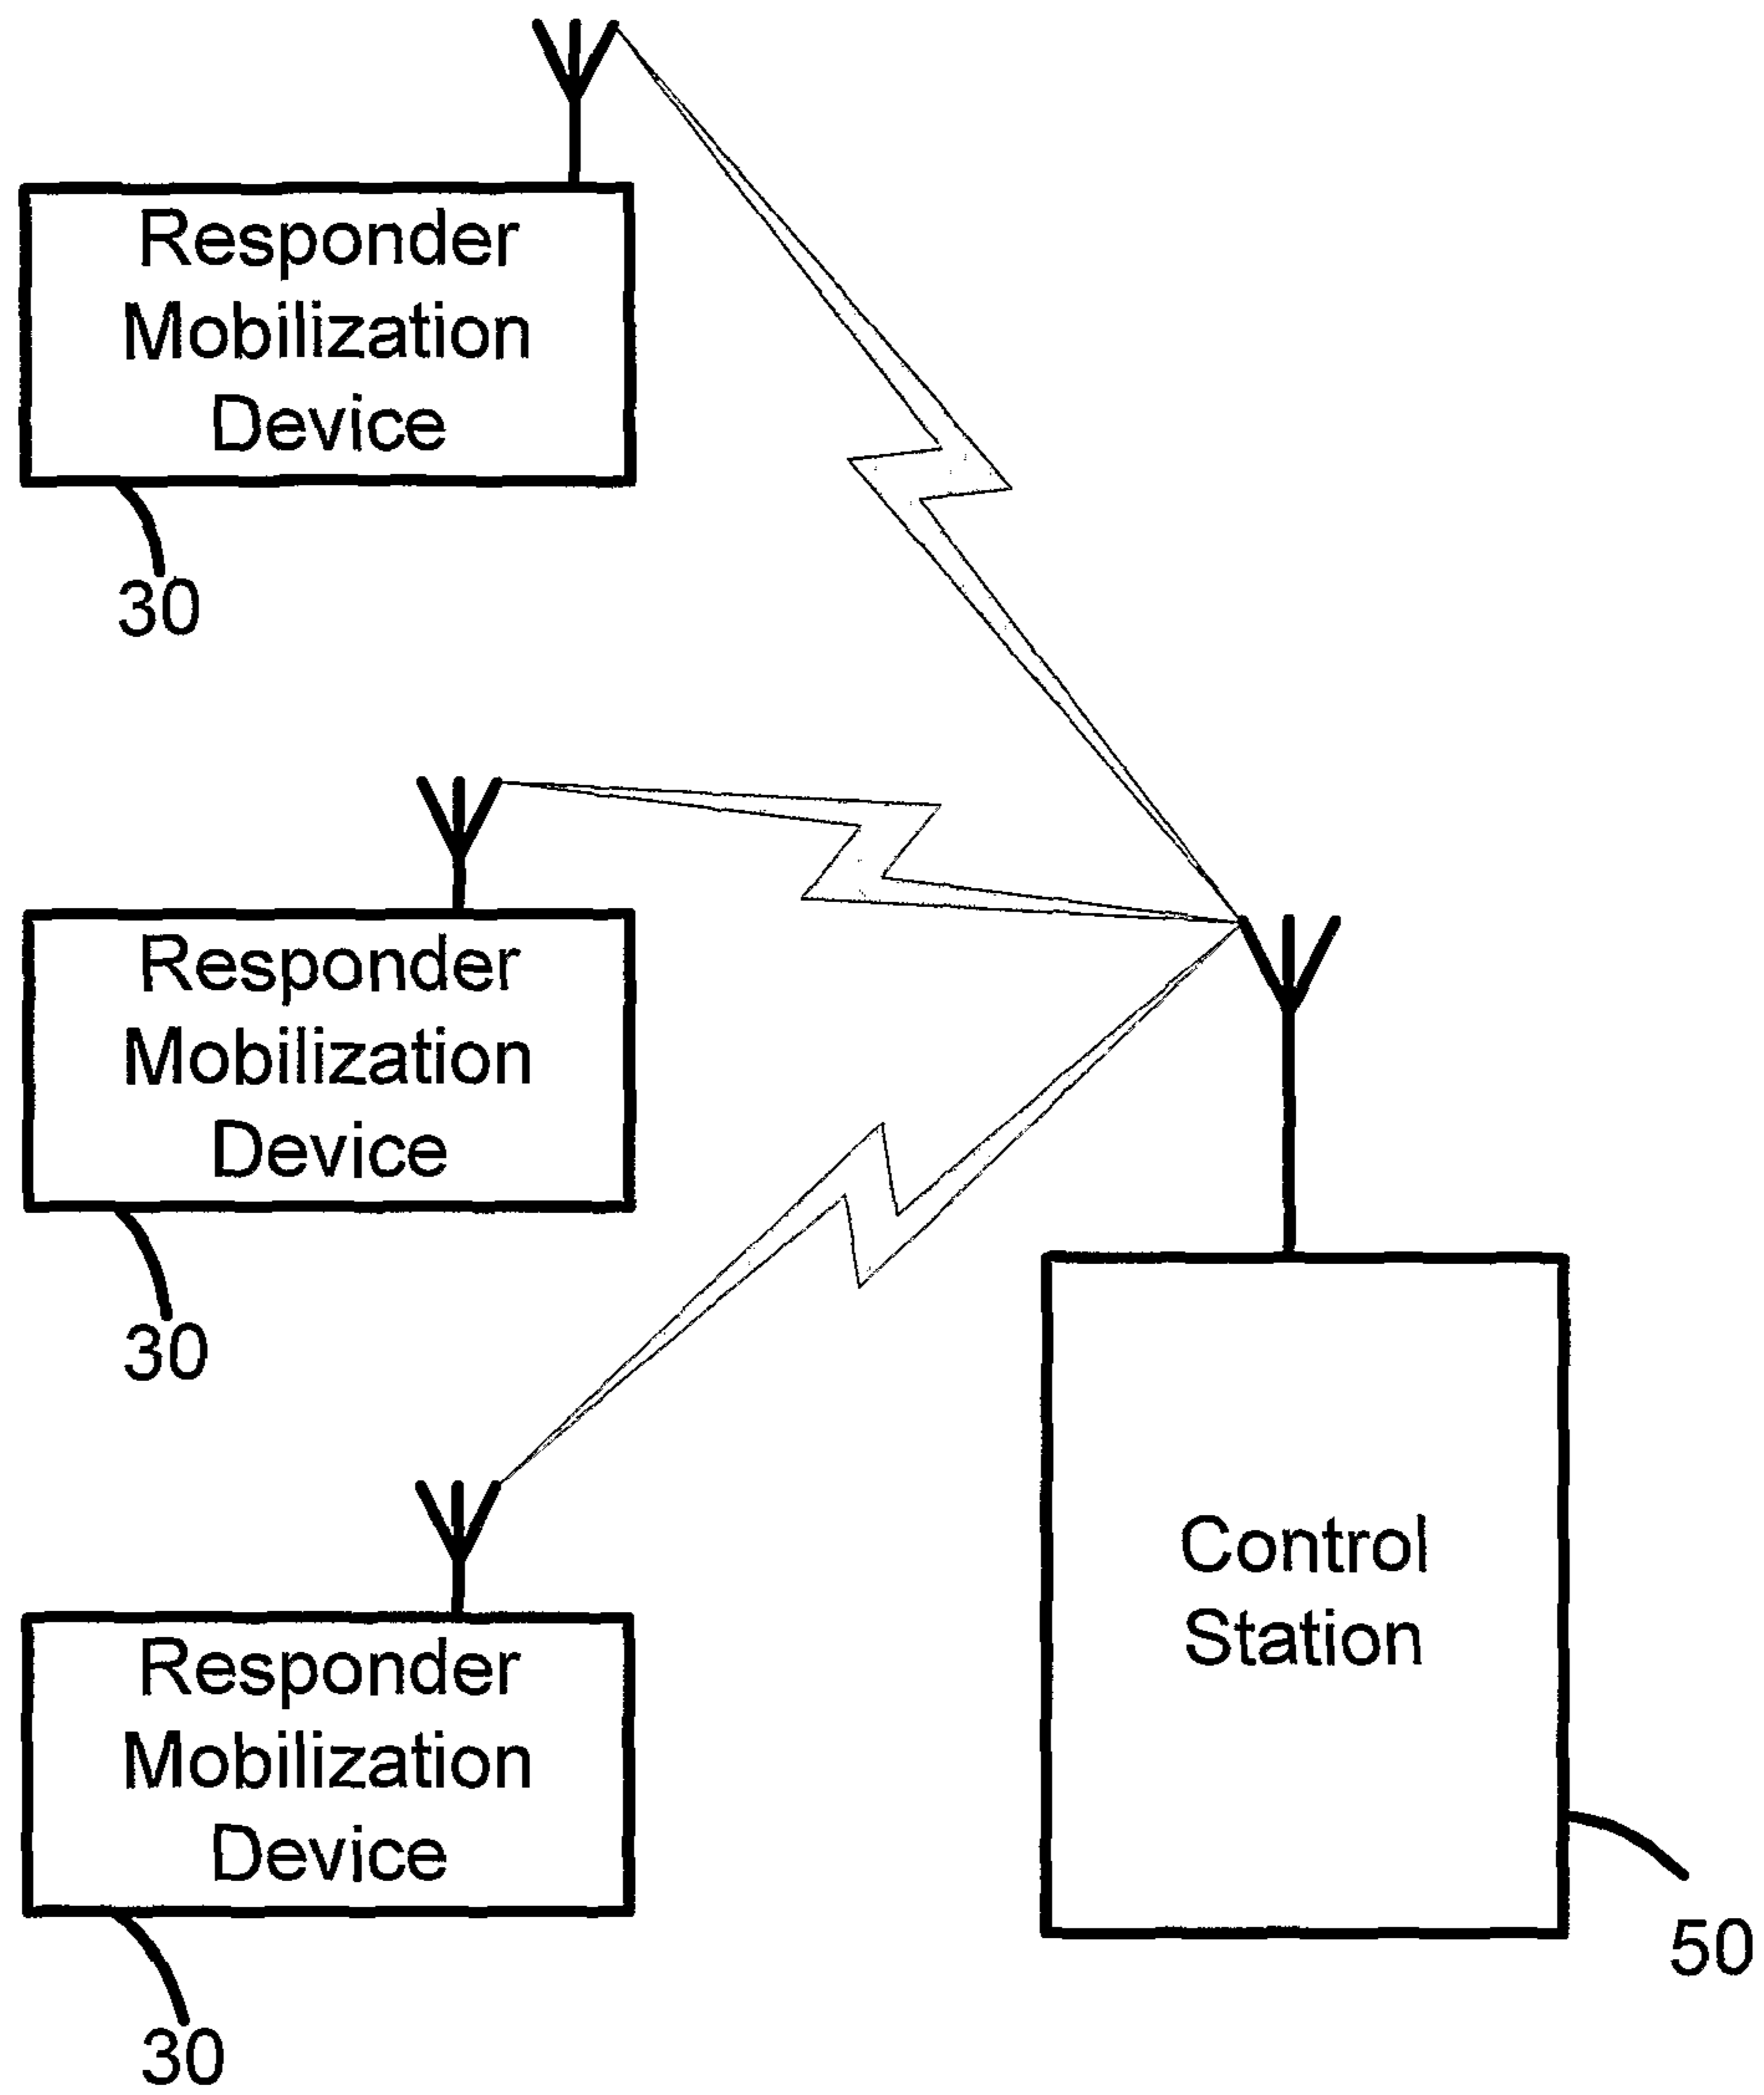 Responder
Mobilization
Device
30
Responder
Mobilization
Device
30
Control
Station
50
Responder
Mobilization
Device
30